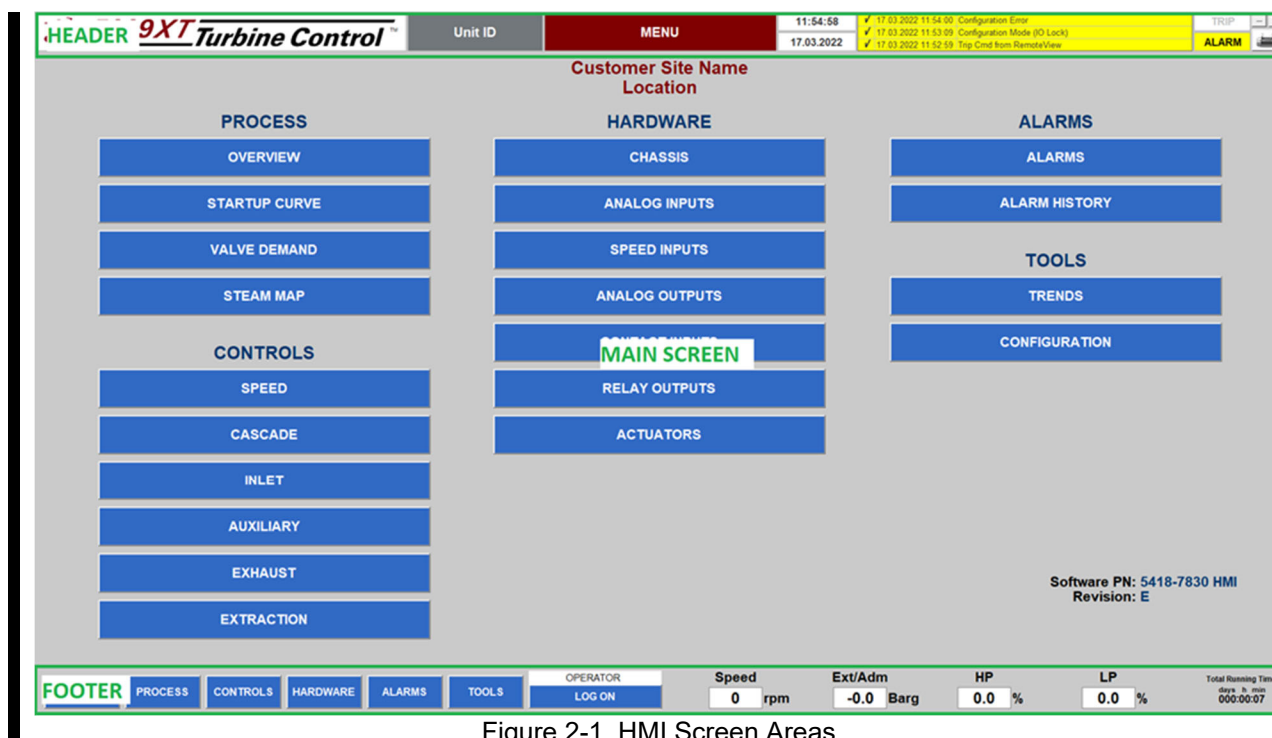 HEADER 9XT Turbine Control ™
Unit ID
MENU
11:54:58
17.03.2022
✓ 17.03.2022 11:54:00 Configuration Error
✓ 17.03.2022 11:53:09 Configuration Mode (IO Lock)
✓ 17.03.2022 11:52:59 Trip Cmd from RemoteView
TRIP
ALARM
Customer Site Name
Location
PROCESS
OVERVIEW
STARTUP CURVE
VALVE DEMAND
STEAM MAP
CONTROLS
SPEED
CASCADE
INLET
AUXILIARY
EXHAUST
EXTRACTION
HARDWARE
CHASSIS
ANALOG INPUTS
SPEED INPUTS
ANALOG OUTPUTS
MAIN SCREEN
RELAY OUTPUTS
ACTUATORS
ALARMS
ALARMS
ALARM HISTORY
TOOLS
TRENDS
CONFIGURATION
Software PN: 5418-7830 HMI
Revision: E
FOOTER
PROCESS
CONTROLS
HARDWARE
ALARMS
TOOLS
OPERATOR
LOG ON
Speed
0 rpm
Ext/Adm
-0.0 Barg
HP
0.0 %
LP
0.0 %
Total Running Tim
days h min
000:00:07
Figure 2-1. HMI Screen Areas